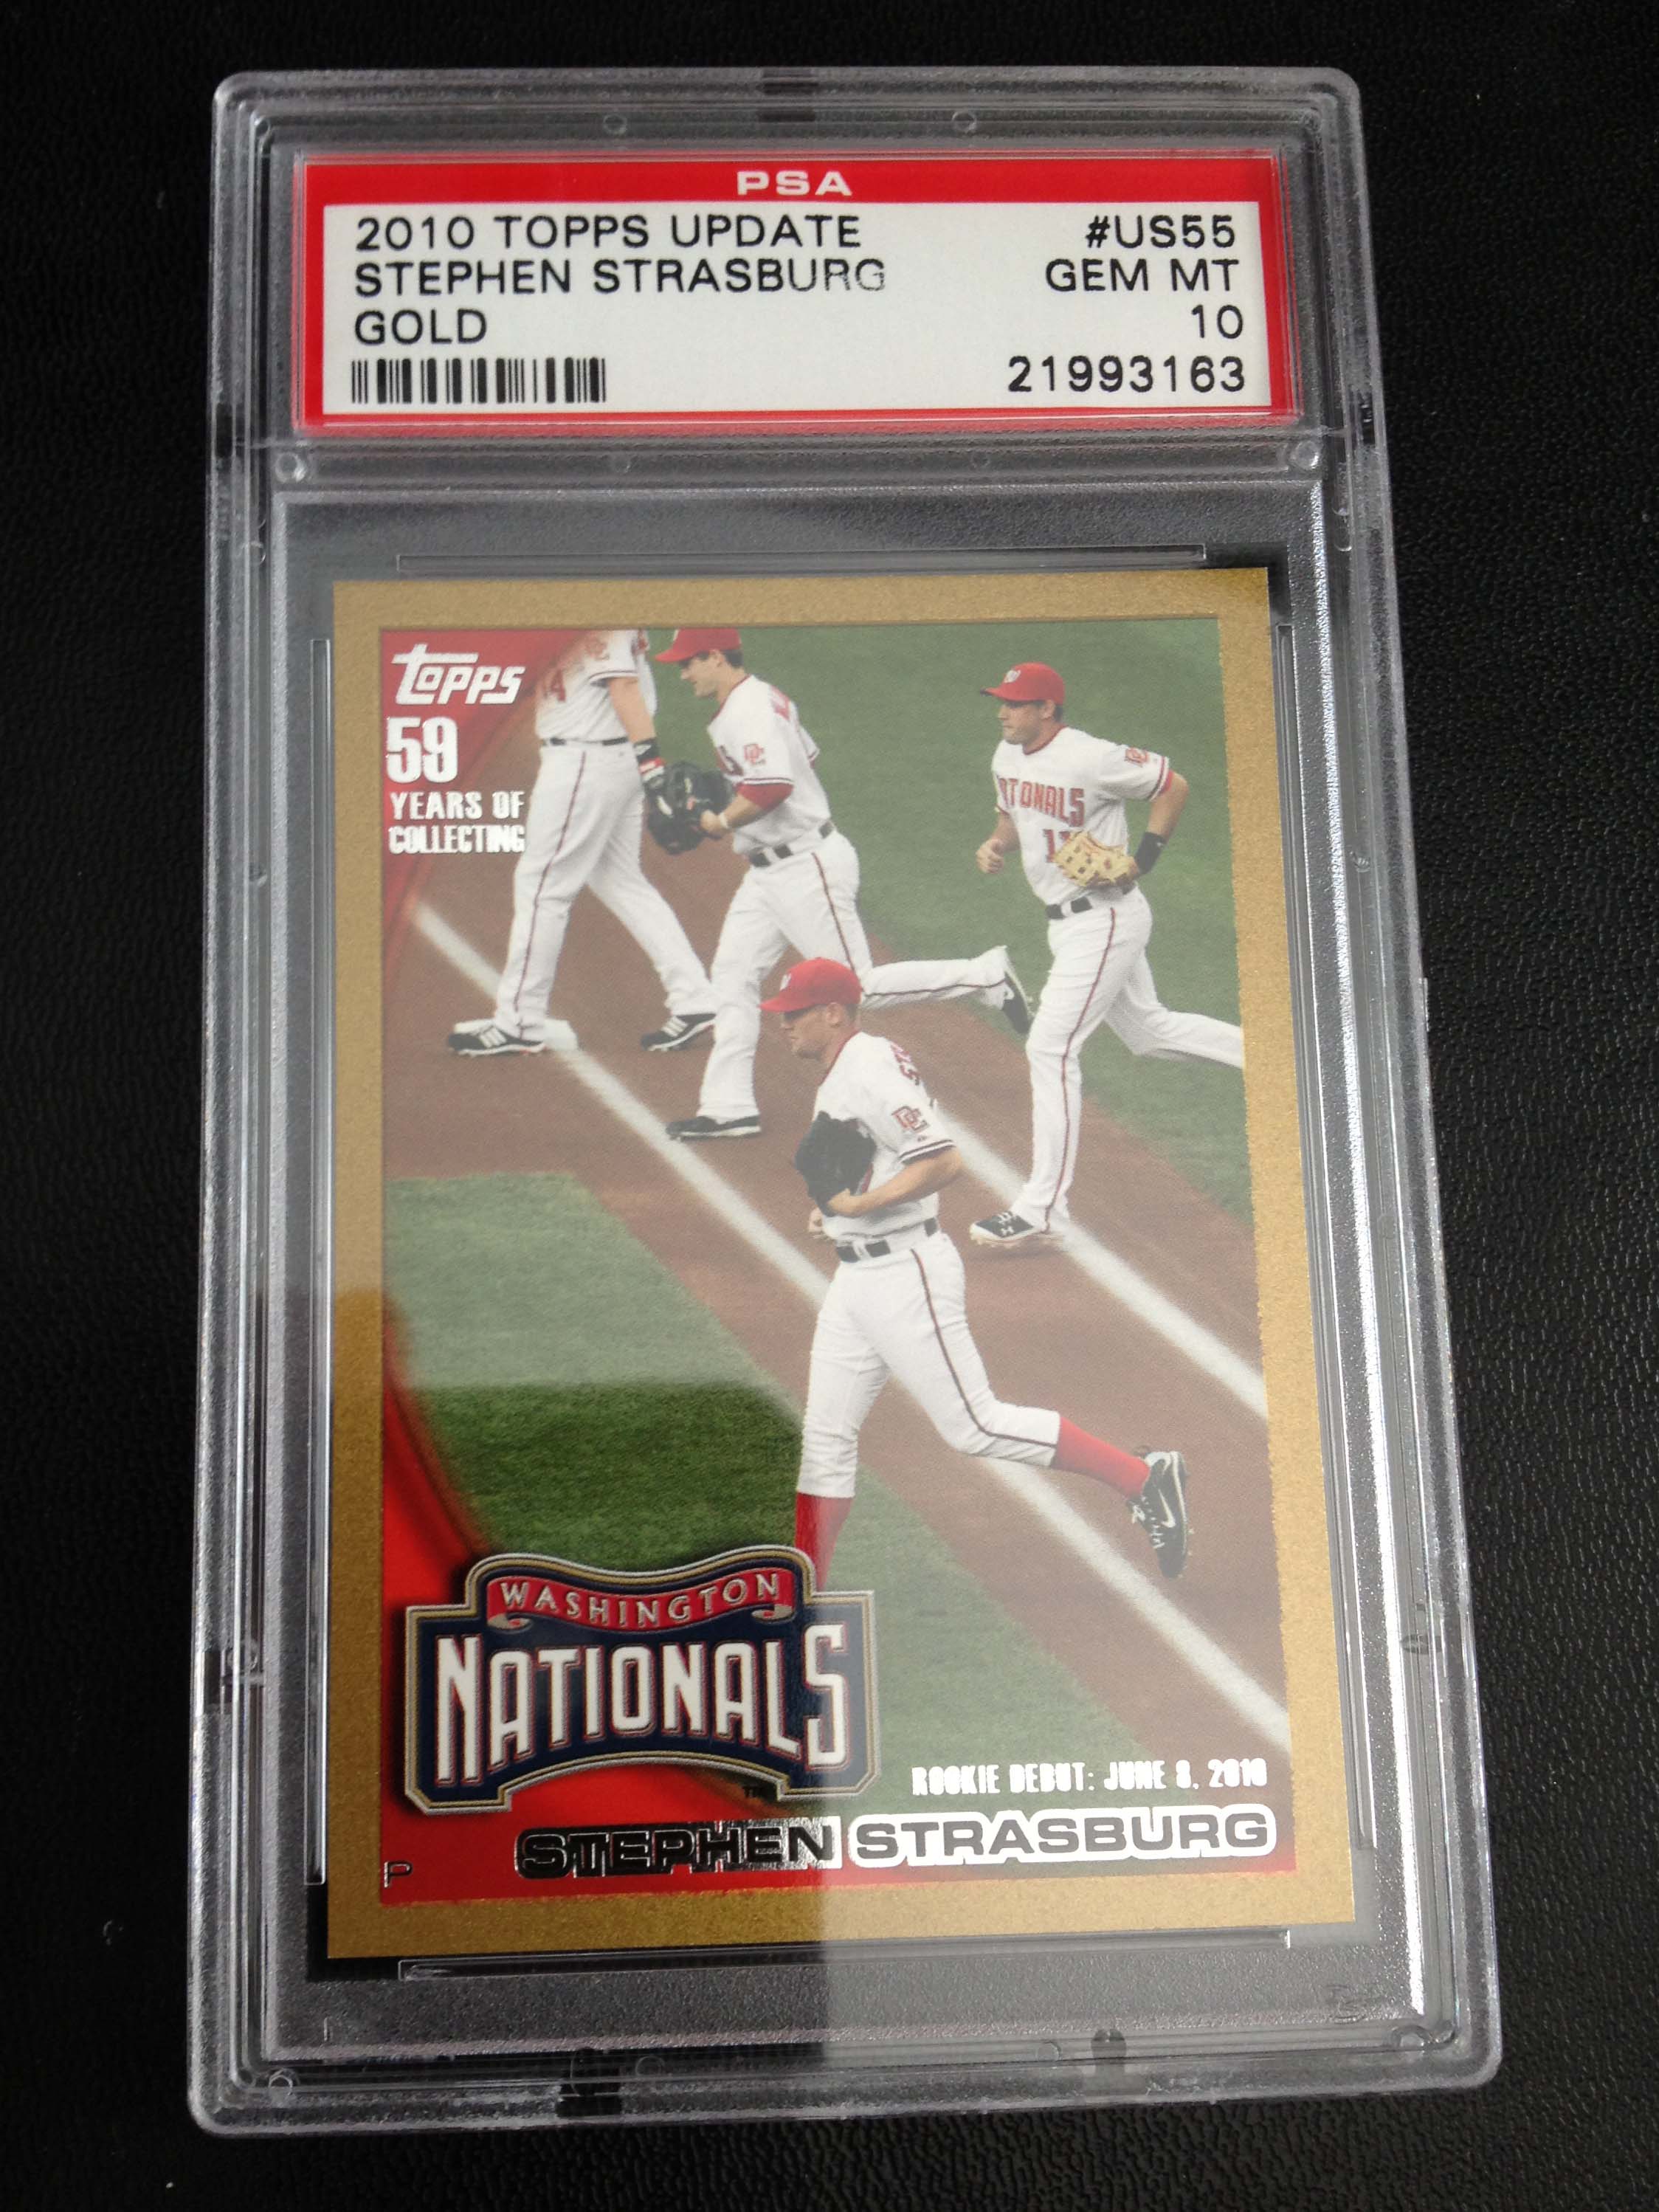 PSA
2010 TOPPS UPDATE #US55
STEPHEN STRASBURG GEM MT
GOLD 10
21993163
Topps
59
YEARS OF
COLLECTING
NATIONALS
WASHINGTON
NATIONALS
TM
ROOKIE DEBUT: JUNE 8, 2010
STEPHEN STRASBURG
P